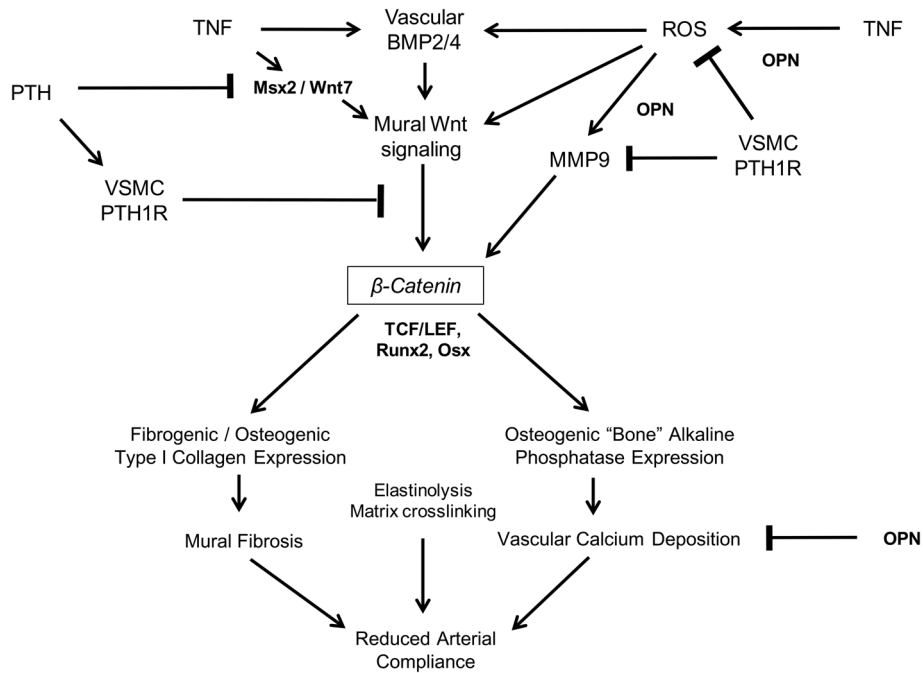 TNF
Vascular
BMP2/4
ROS
TNF
OPN
PTH
Msx2 / Wnt7
OPN
Mural Wnt
signaling
MMP9
VSMC
PTH1R
VSMC
PTH1R
β-Catenin
TCF/LEF,
Runx2, Osx
Fibrogenic / Osteogenic
Type I Collagen Expression
Osteogenic “Bone” Alkaline
Phosphatase Expression
Elastinolysis
Matrix crosslinking
Mural Fibrosis
Vascular Calcium Deposition
OPN
Reduced Arterial
Compliance